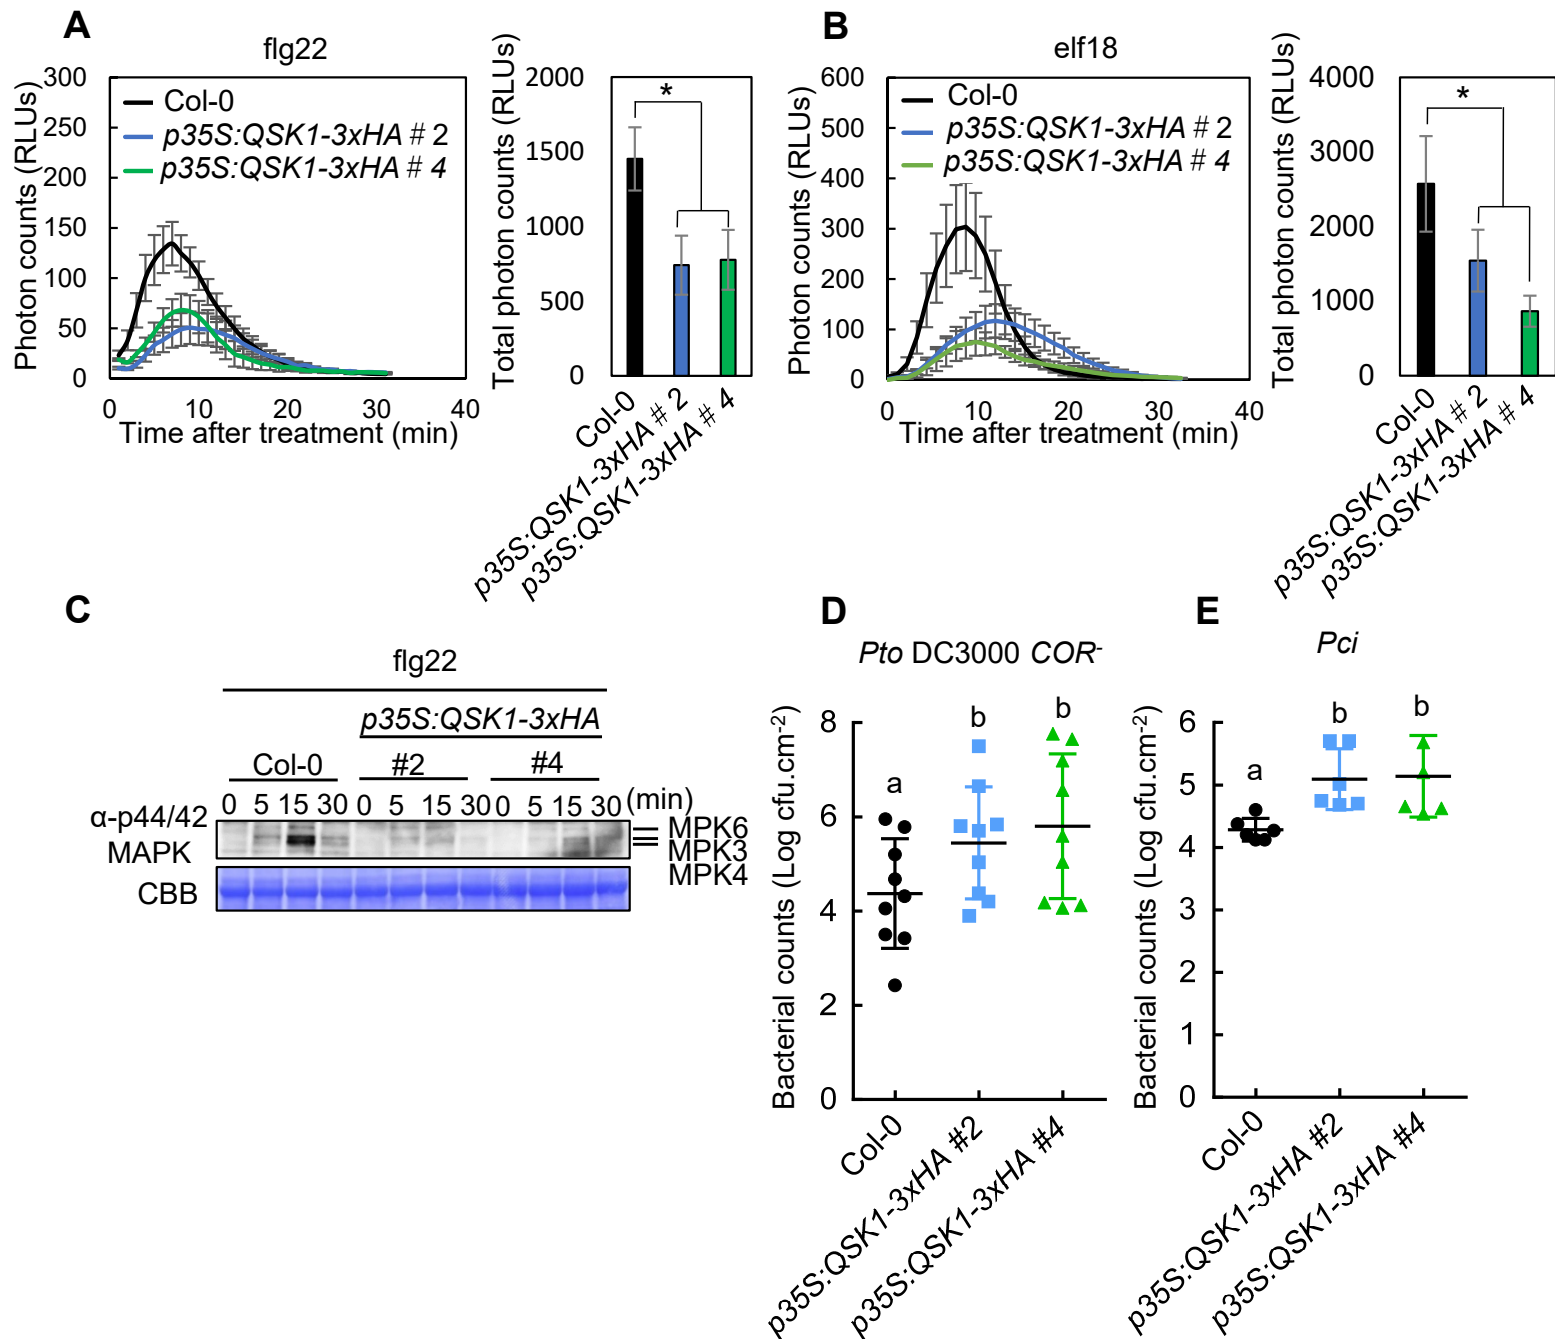 A
flg22
Photon counts (RLUs)
300
250
200
150
100
50
0
Col-0
p35S:QSK1-3xHA # 2
p35S:QSK1-3xHA # 4
0 10 20 30 40
Time after treatment (min)
Total photon counts (RLUs)
2000
1500
1000
500
0
*
Col-0
p35S:QSK1-3xHA # 2
p35S:QSK1-3xHA # 4
B
elf18
Photon counts (RLUs)
600
500
400
300
200
100
0
Col-0
p35S:QSK1-3xHA # 2
p35S:QSK1-3xHA # 4
0 10 20 30 40
Time after treatment (min)
Total photon counts (RLUs)
4000
3000
2000
1000
0
*
Col-0
p35S:QSK1-3xHA # 2
p35S:QSK1-3xHA # 4
C
flg22
p35S:QSK1-3xHA
Col-0 #2 #4
0 5 15 30 0 5 15 30 0 5 15 30 (min)
α-p44/42
MAPK
MPK6
MPK3
MPK4
CBB
D
Pto DC3000 COR-
Bacterial counts (Log cfu.cm-2)
8
6
4
2
0
a
b
b
Col-0
p35S:QSK1-3xHA #2
p35S:QSK1-3xHA #4
E
Pci
Bacterial counts (Log cfu.cm-2)
6
5
4
3
2
1
0
a
b
b
Col-0
p35S:QSK1-3xHA #2
p35S:QSK1-3xHA #4